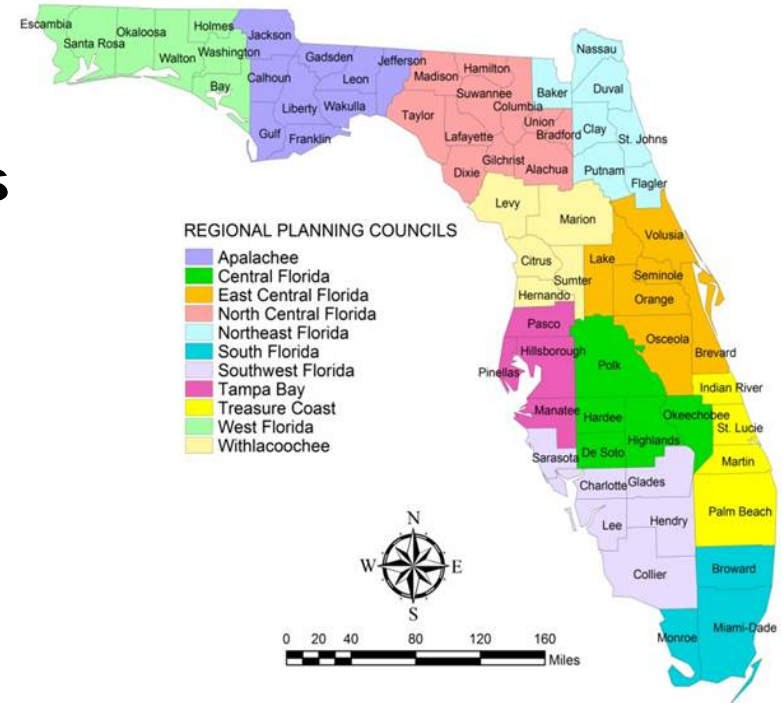 Escambia
Santa Rosa
Okaloosa
Walton
Holmes
Washington
Bay
Jackson
Calhoun
Gulf
Liberty
Franklin
Gadsden
Leon
Wakulla
Jefferson
Madison
Taylor
Hamilton
Suwannee
Columbia
Lafayette
Dixie
Gilchrist
Union
Bradford
Alachua
Baker
Nassau
Duval
Clay
St. Johns
Putnam
Flagler
s
Levy
Marion
Citrus
Sumter
Hernando
Lake
Volusia
Seminole
Orange
Osceola
Brevard
REGIONAL PLANNING COUNCILS
Apalachee
Central Florida
East Central Florida
North Central Florida
Northeast Florida
South Florida
Southwest Florida
Tampa Bay
Treasure Coast
West Florida
Withlacoochee
Pasco
Hillsborough
Pinellas
Manatee
Polk
Hardee
Okeechobee
De Soto
Highlands
Indian River
St. Lucie
Martin
Palm Beach
Sarasota
Charlotte
Glades
Lee
Hendry
Collier
Broward
Miami-Dade
Monroe
N
W
E
S
0 20 40 80 120 160
Miles